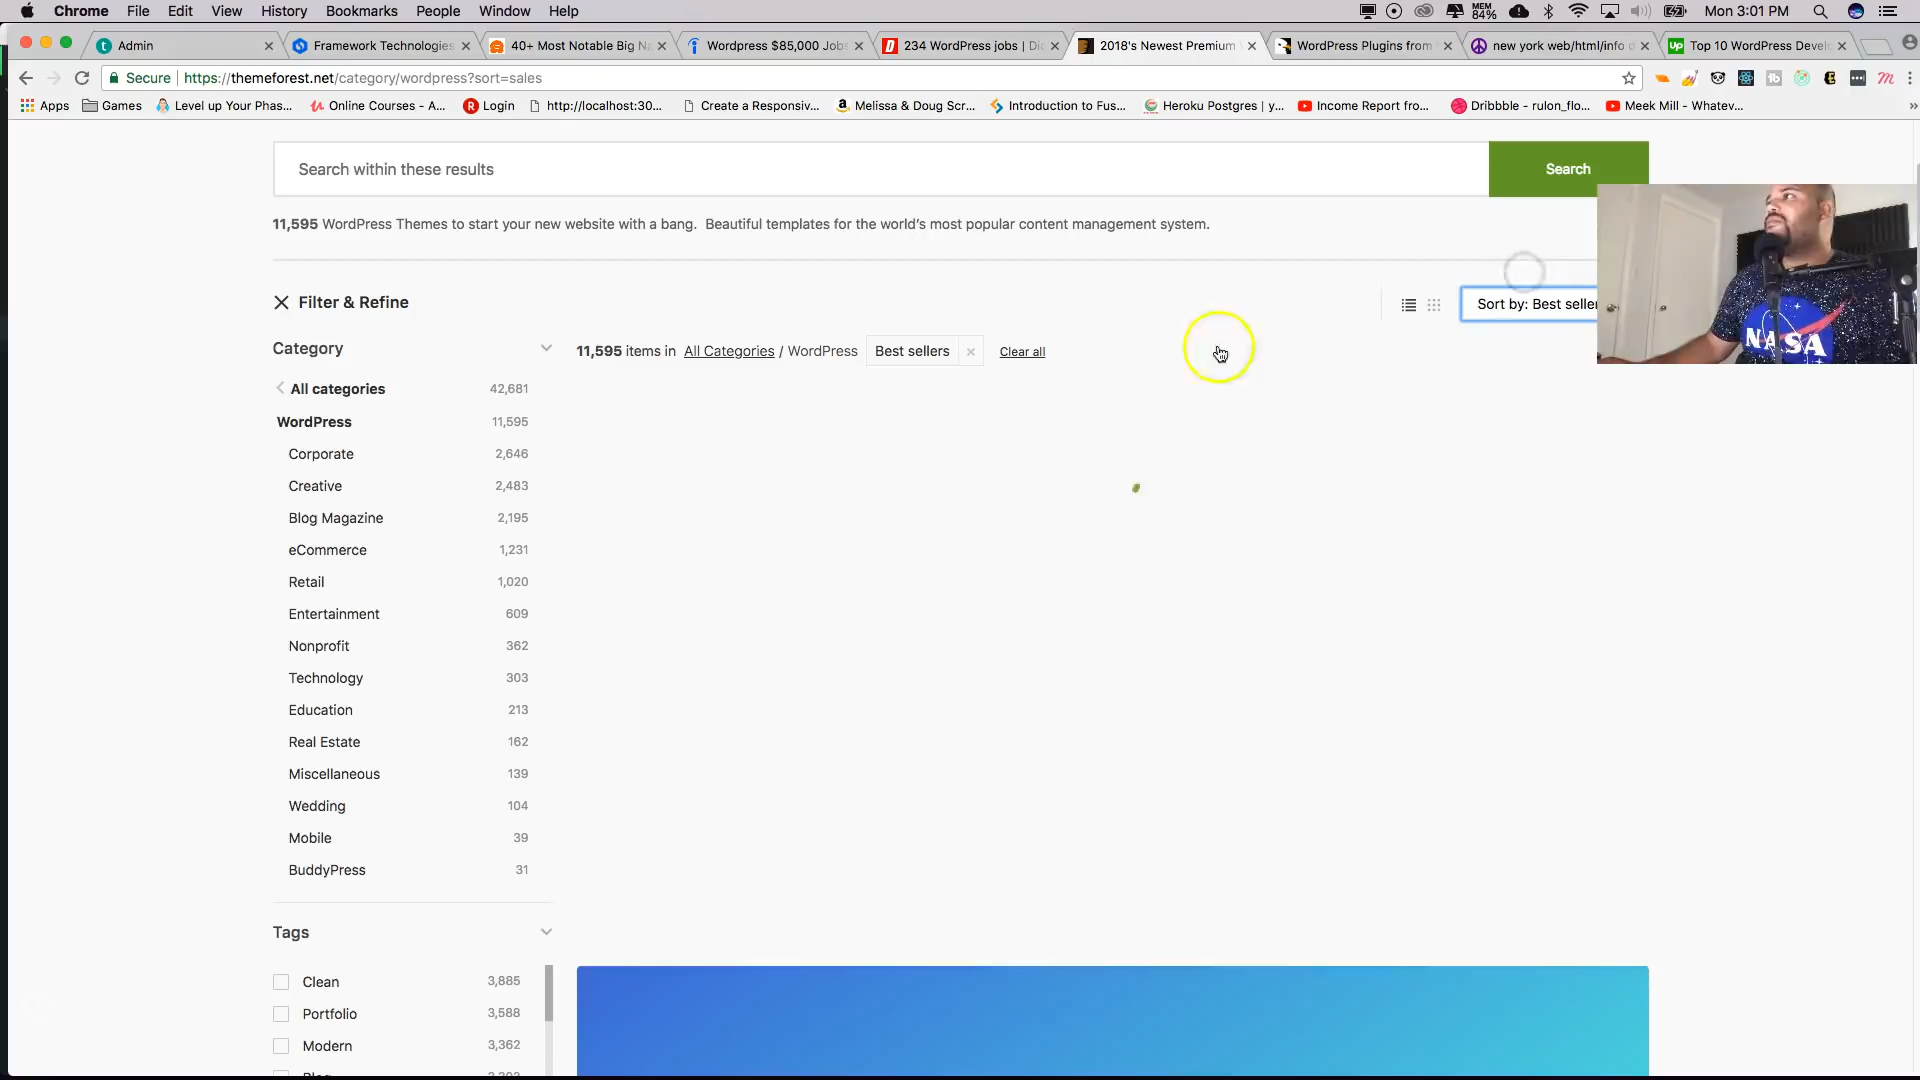 Chrome File Edit View History Bookmarks People Window Help MEM 84% Mon 3:01 PM
Admin Framework Technologies 40+ Most Notable Big Na Wordpress $85,000 Jobs 234 WordPress jobs | Dic 2018's Newest Premium WordPress Plugins from new york web/html/info d Top 10 WordPress Devel
Secure https://themeforest.net/category/wordpress?sort=sales
Apps Games Level up Your Phas... Online Courses - A... Login http://localhost:30... Create a Responsiv... Melissa & Doug Scr... Introduction to Fus... Heroku Postgres | y... Income Report fro... Dribbble - rulon_flo... Meek Mill - Whatev...
Search within these results Search
11,595 WordPress Themes to start your new website with a bang. Beautiful templates for the world's most popular content management system.
Filter & Refine Sort by: Best seller
Category 11,595 items in All Categories / WordPress Best sellers Clear all
All categories 42,681
WordPress 11,595
Corporate 2,646
Creative 2,483
Blog Magazine 2,195
eCommerce 1,231
Retail 1,020
Entertainment 609
Nonprofit 362
Technology 303
Education 213
Real Estate 162
Miscellaneous 139
Wedding 104
Mobile 39
BuddyPress 31
Tags
Clean 3,885
Portfolio 3,588
Modern 3,362
NASA